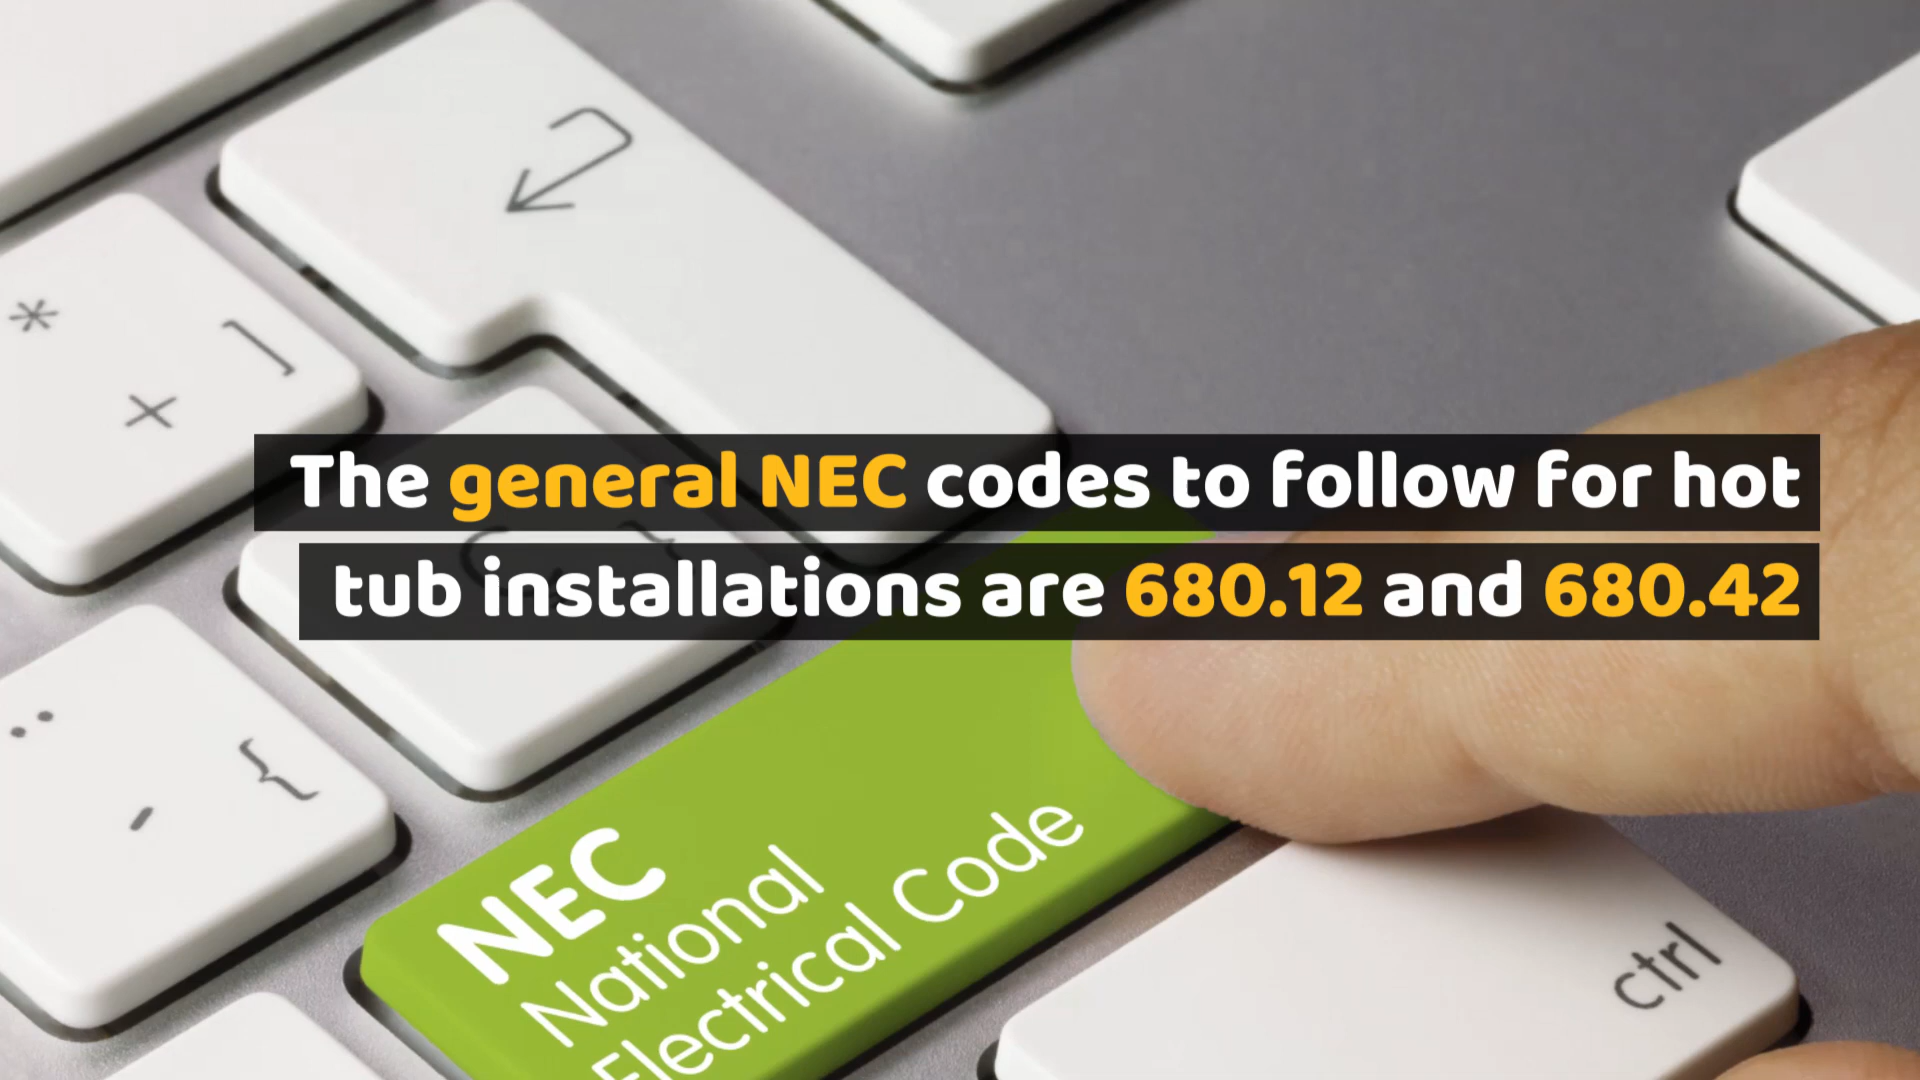 *
+ ]
The general NEC codes to follow for hot
tub installations are 680.12 and 680.42
¨
- {
NEC
National
Electrical Code
ctrl